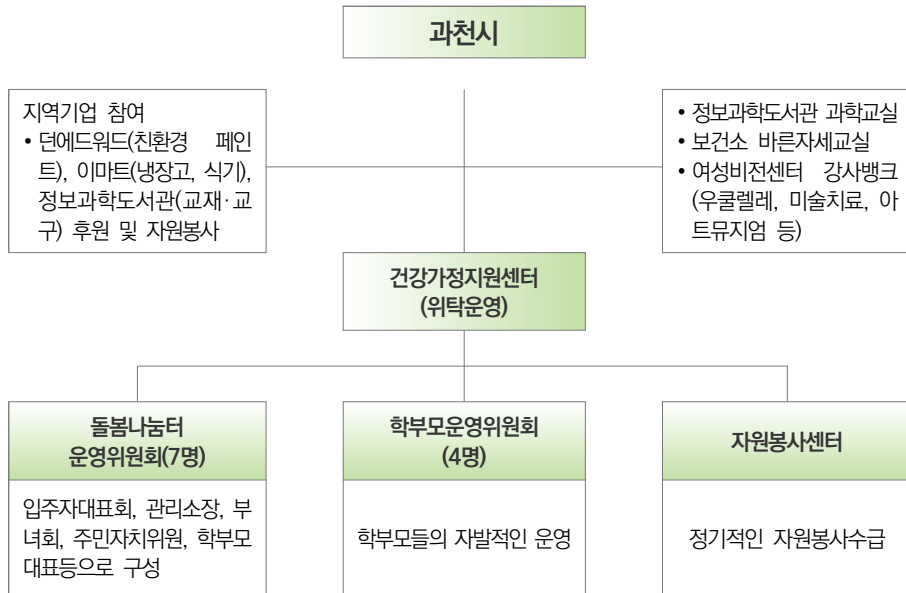 과천시
지역기업 참여
• 던에드워드(친환경 페인
트), 이마트(냉장고, 식기),
정보과학도서관(교재·교
구) 후원 및 자원봉사
• 정보과학도서관 과학교실
• 보건소 바른자세교실
• 여성비전센터 강사뱅크
(우쿨렐레, 미술치료, 아
트뮤지엄 등)
건강가정지원센터
(위탁운영)
돌봄나눔터
운영위원회(7명)
입주자대표회, 관리소장, 부
녀회, 주민자치위원, 학부모
대표등으로 구성
학부모운영위원회
(4명)
학부모들의 자발적인 운영
자원봉사센터
정기적인 자원봉사수급